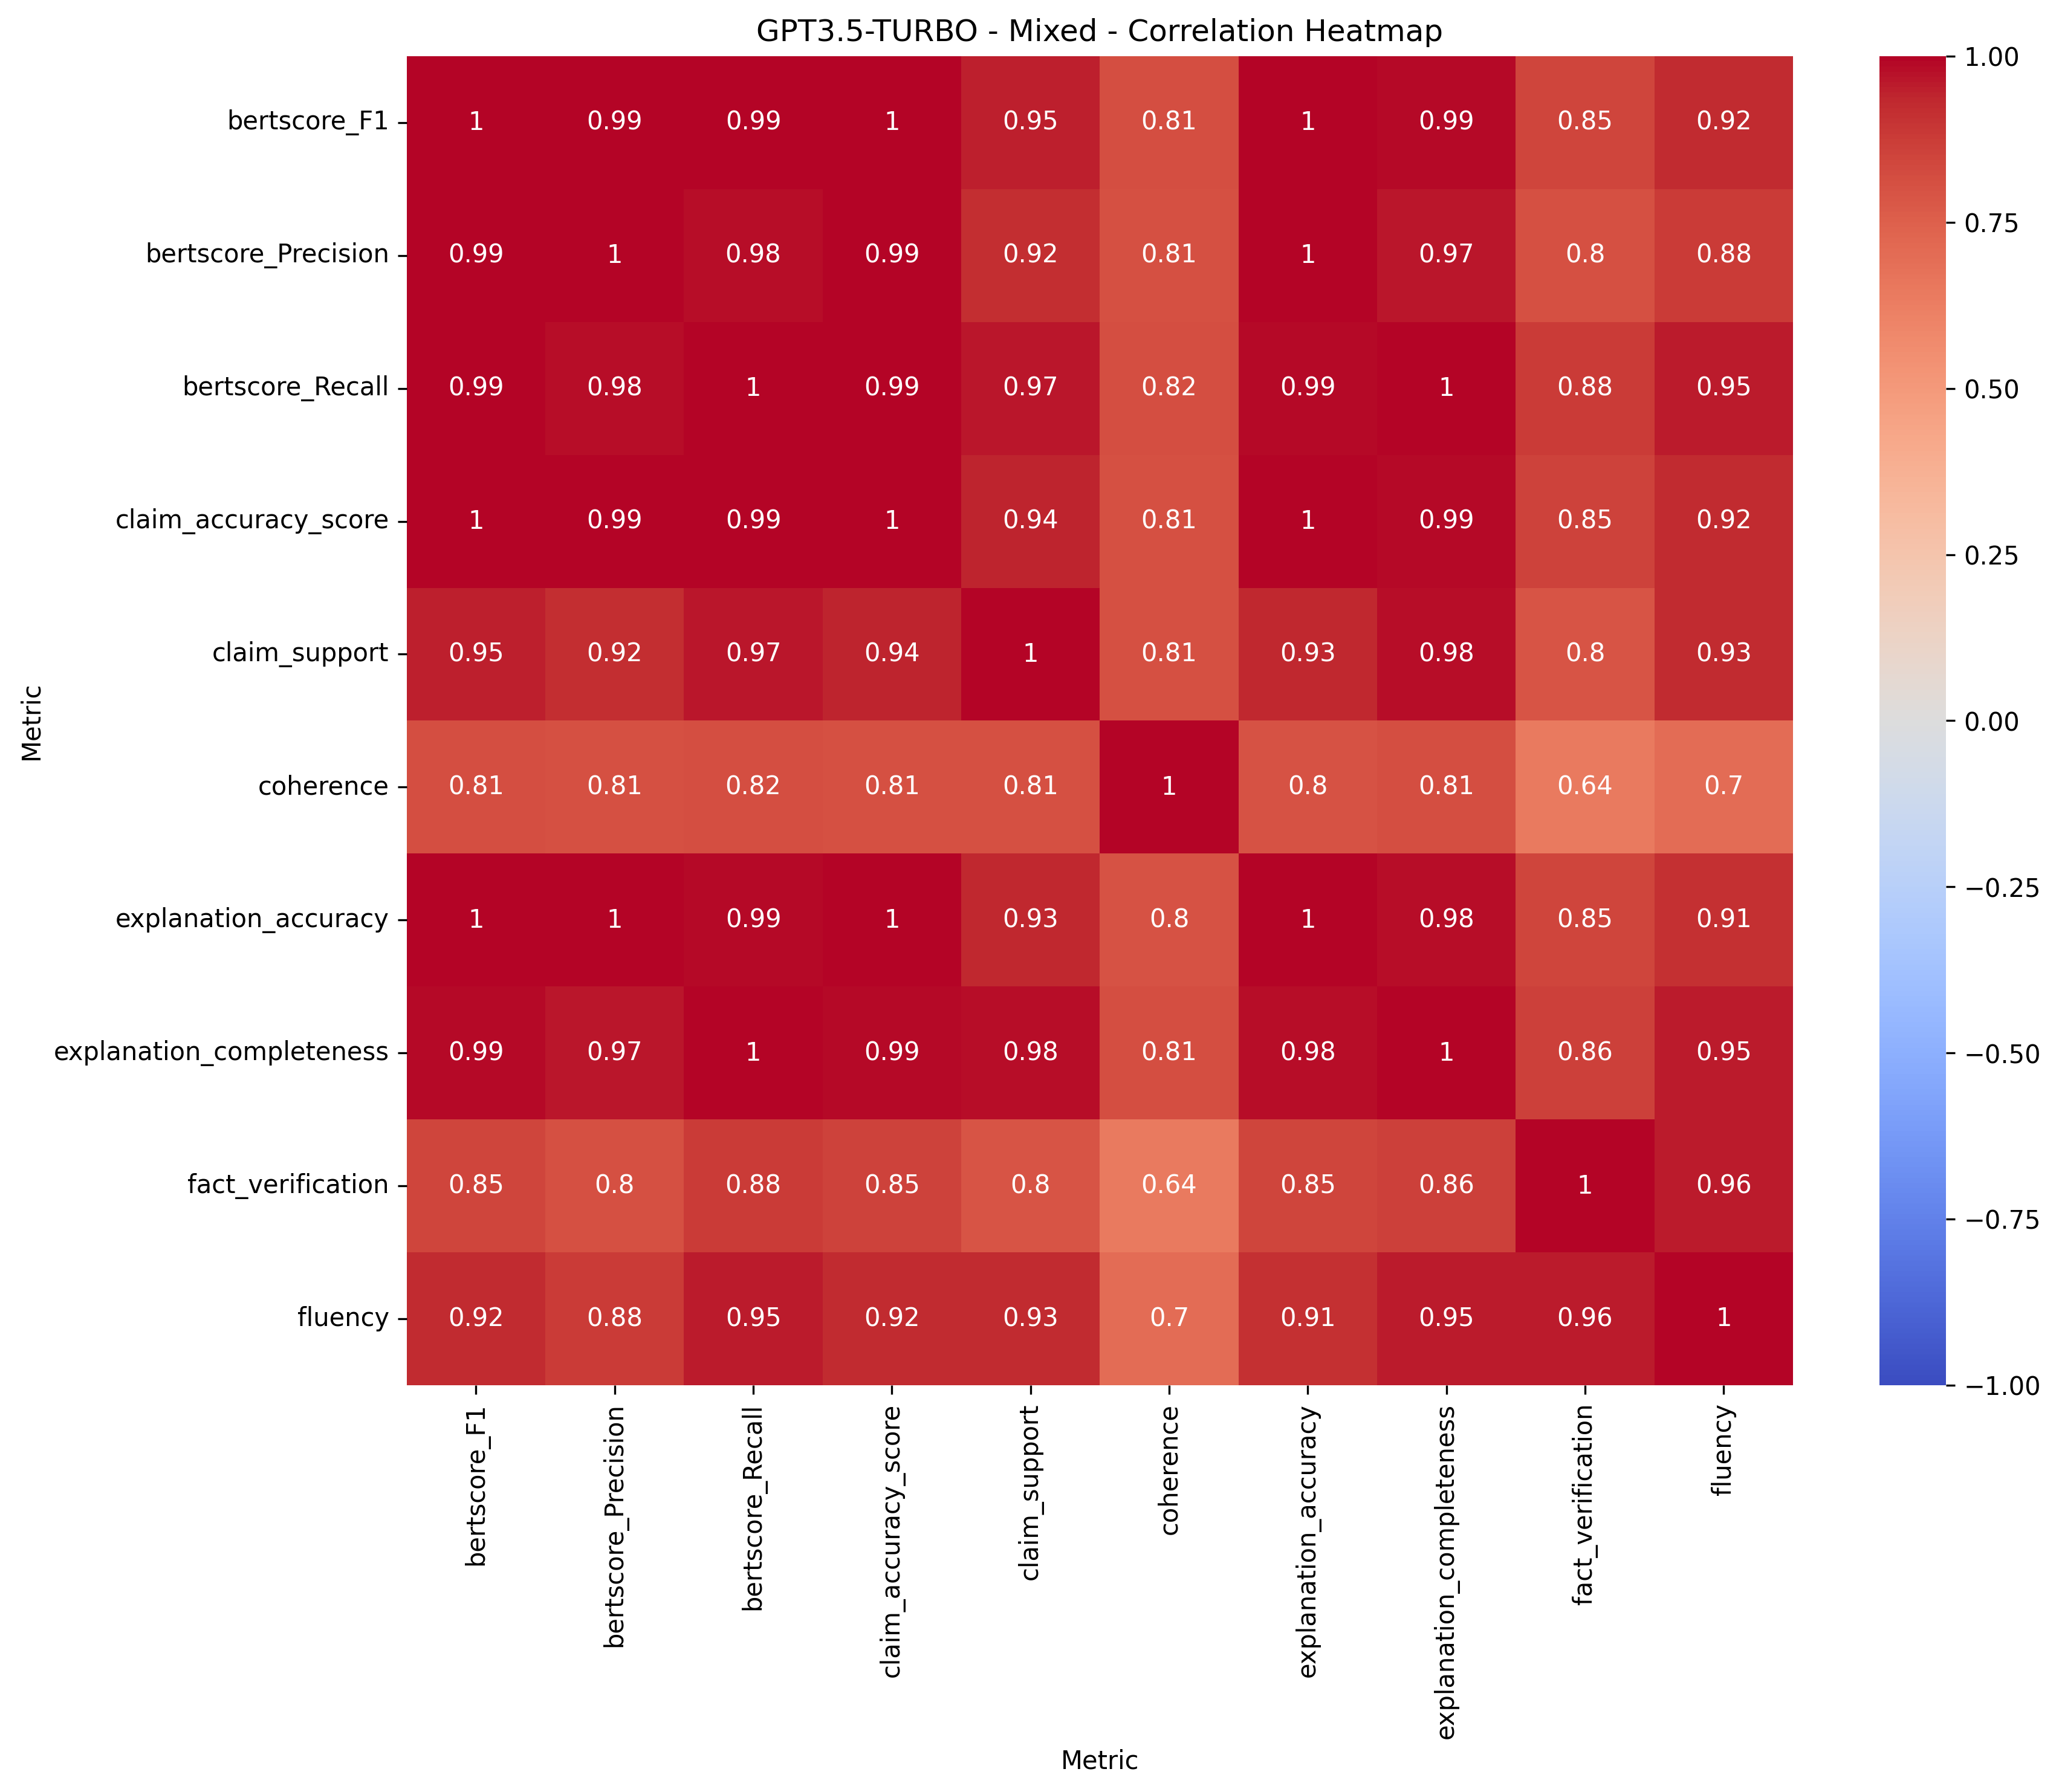 GPT3.5-TURBO - Mixed - Correlation Heatmap
Metric
bertscore_F1 1 0.99 0.99 1 0.95 0.81 1 0.99 0.85 0.92
bertscore_Precision 0.99 1 0.98 0.99 0.92 0.81 1 0.97 0.8 0.88
bertscore_Recall 0.99 0.98 1 0.99 0.97 0.82 0.99 1 0.88 0.95
claim_accuracy_score 1 0.99 0.99 1 0.94 0.81 1 0.99 0.85 0.92
claim_support 0.95 0.92 0.97 0.94 1 0.81 0.93 0.98 0.8 0.93
coherence 0.81 0.81 0.82 0.81 0.81 1 0.8 0.81 0.64 0.7
explanation_accuracy 1 1 0.99 1 0.93 0.8 1 0.98 0.85 0.91
explanation_completeness 0.99 0.97 1 0.99 0.98 0.81 0.98 1 0.86 0.95
fact_verification 0.85 0.8 0.88 0.85 0.8 0.64 0.85 0.86 1 0.96
fluency 0.92 0.88 0.95 0.92 0.93 0.7 0.91 0.95 0.96 1
bertscore_F1
bertscore_Precision
bertscore_Recall
claim_accuracy_score
claim_support
coherence
explanation_accuracy
explanation_completeness
fact_verification
fluency
Metric
1.00
0.75
0.50
0.25
0.00
−0.25
−0.50
−0.75
−1.00